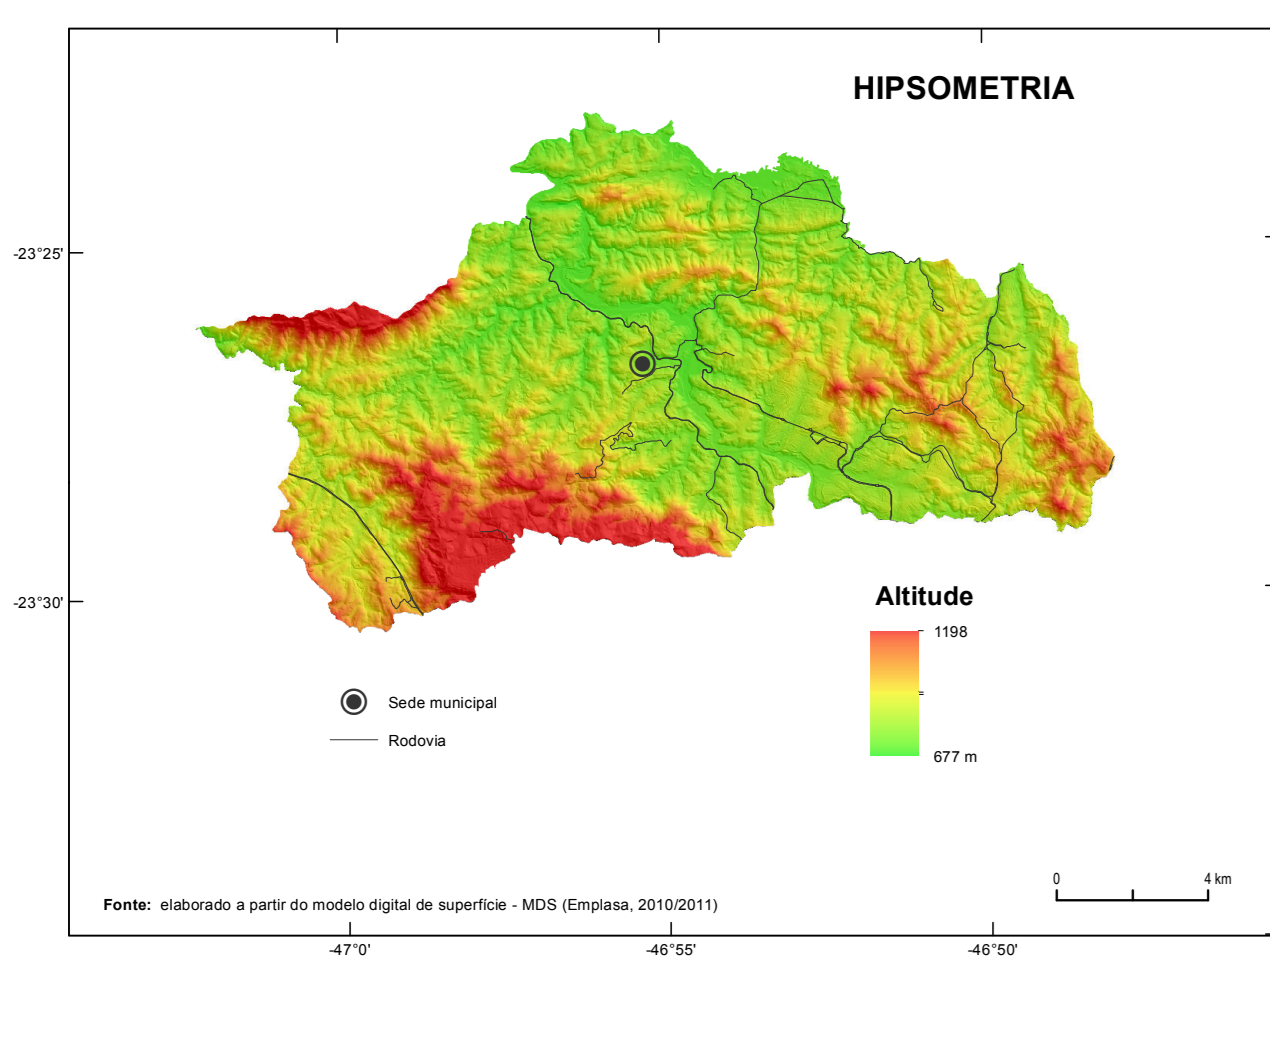 HIPSOMETRIA
-23°25'
-23°30'
Altitude
1198
677 m
Sede municipal
Rodovia
0 4 km
Fonte: elaborado a partir do modelo digital de superfície - MDS (Emplasa, 2010/2011)
-47°0' -46°55' -46°50'